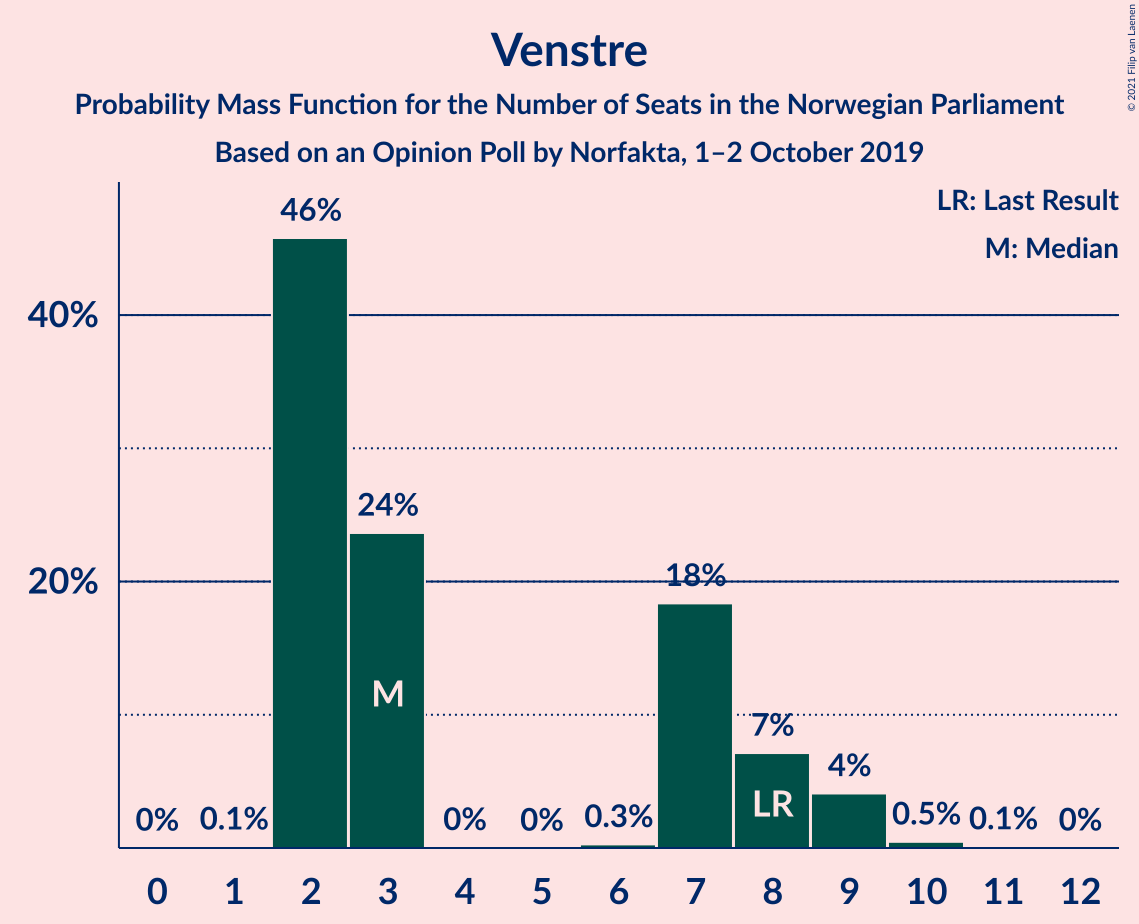 Venstre
Probability Mass Function for the Number of Seats in the Norwegian Parliament
Based on an Opinion Poll by Norfakta, 1–2 October 2019
© 2021 Filip van Laenen
LR: Last Result
M: Median
46%
40%
24%
20%
18%
M
7%
4%
LR
0%
0.1%
0%
0%
0.3%
0.5%
0.1%
0%
0 1 2 3 4 5 6 7 8 9 10 11 12